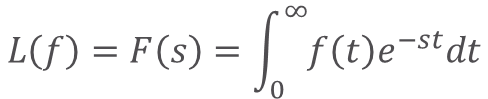 L(f) = F(s) = ∫₀^∞ f(t)e^{-st}dt